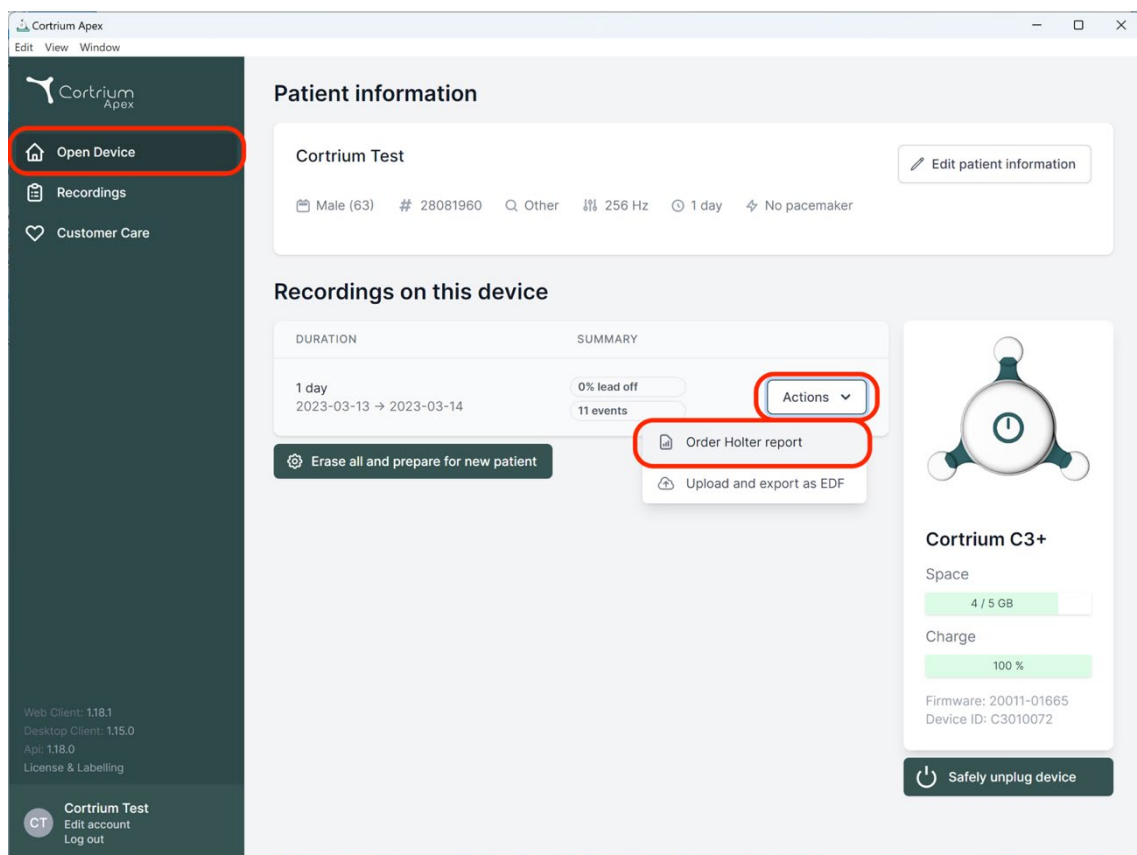 Cortrium Apex
Edit View Window
Cortrium
Apex
Open Device
Recordings
Customer Care
Patient information
Cortrium Test
Edit patient information
Male (63) # 28081960 Other 256 Hz 1 day No pacemaker
Recordings on this device
DURATION SUMMARY
1 day
2023-03-13 → 2023-03-14
0% lead off
11 events
Actions
Order Holter report
Upload and export as EDF
Erase all and prepare for new patient
Cortrium C3+
Space
4 / 5 GB
Charge
100 %
Firmware: 20011-01665
Device ID: C3010072
Safely unplug device
Web Client: 1.18.1
Desktop Client: 1.15.0
Api: 1.18.0
License & Labelling
CT
Cortrium Test
Edit account
Log out